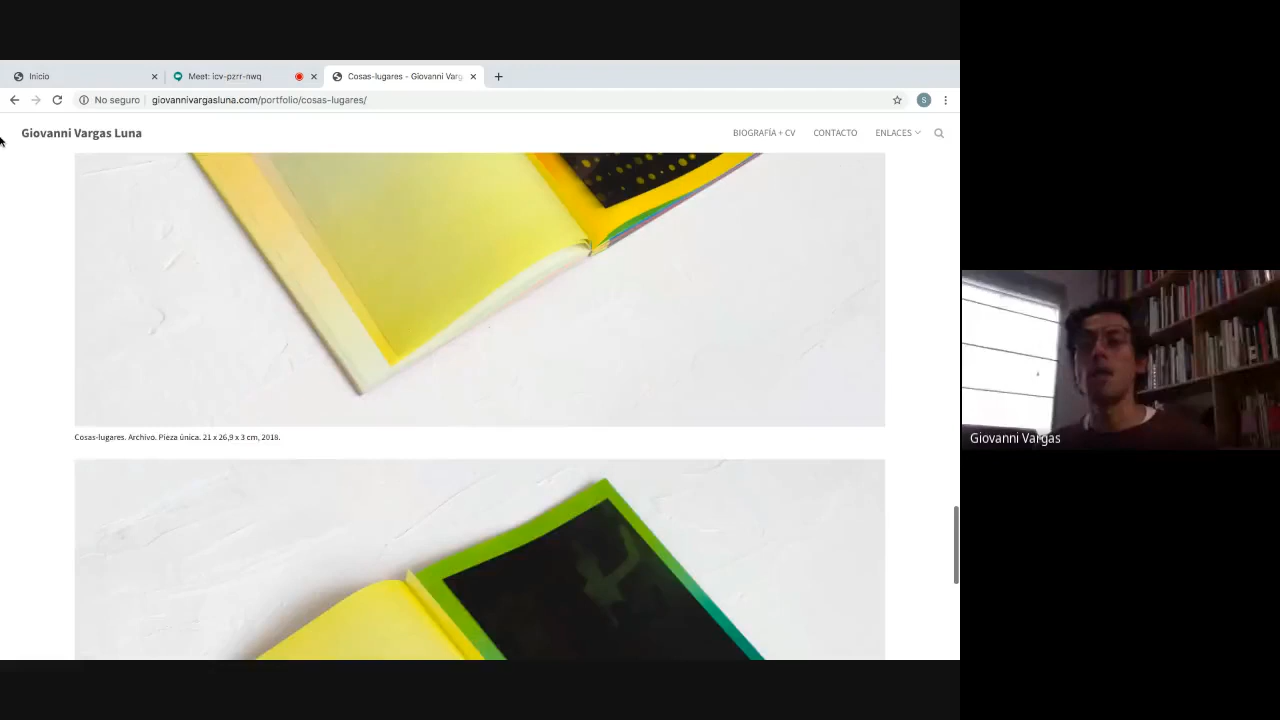 Inicio
Meet: icv-pzrr-nwq
Cosas-lugares - Giovanni Varg
No seguro
giovannivargasluna.com/portfolio/cosas-lugares/
S
Giovanni Vargas Luna
BIOGRAFÍA + CV
CONTACTO
ENLACES
Cosas-lugares. Archivo. Pieza única. 21 x 26,9 x 3 cm, 2018.
Giovanni Vargas